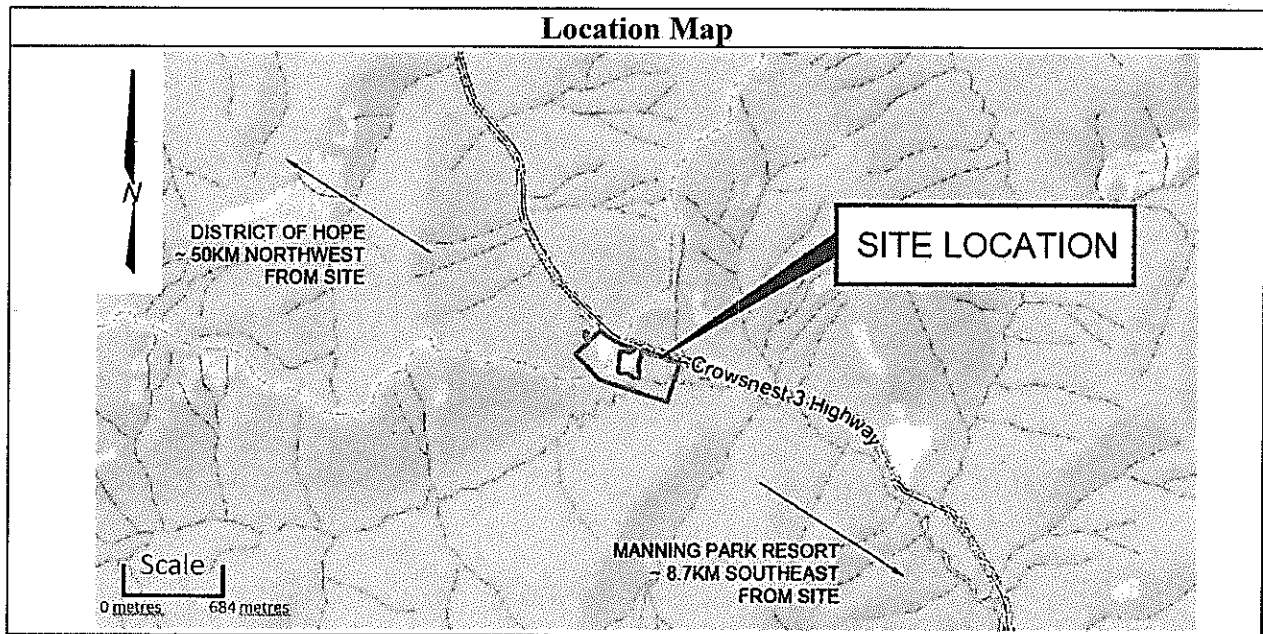 Location Map
N
DISTRICT OF HOPE
~ 50KM NORTHWEST
FROM SITE
SITE LOCATION
Crowsnest 3 Highway
MANNING PARK RESORT
~ 8.7KM SOUTHEAST
FROM SITE
Scale
0 metres 684 metres